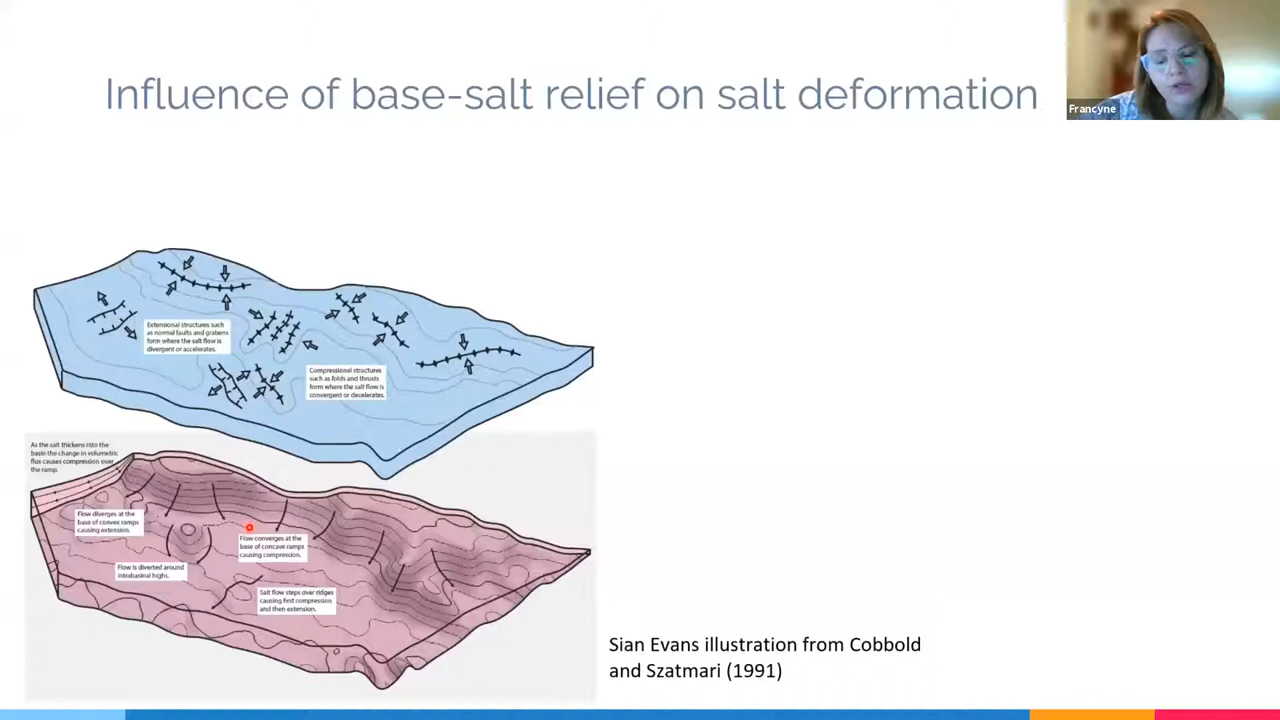 Influence of base-salt relief on salt deformation
Francyne
Extensional structures such
as normal faults and grabens
form where the salt flow is
divergent or accelerates.
Compressional structures
such as folds and thrusts
form where the salt flow is
convergent or decelerates.
As the salt thickens into the
basin the change in volumetric
flux causes compression over
the ramp.
Flow diverges at the
base of convex ramps
causing extension.
Flow converges at the
base of concave ramps
causing compression.
Flow is diverted around
intrabasinal highs.
Salt flow steps over ridges
causing first compression
and then extension.
Sian Evans illustration from Cobbold
and Szatmari (1991)